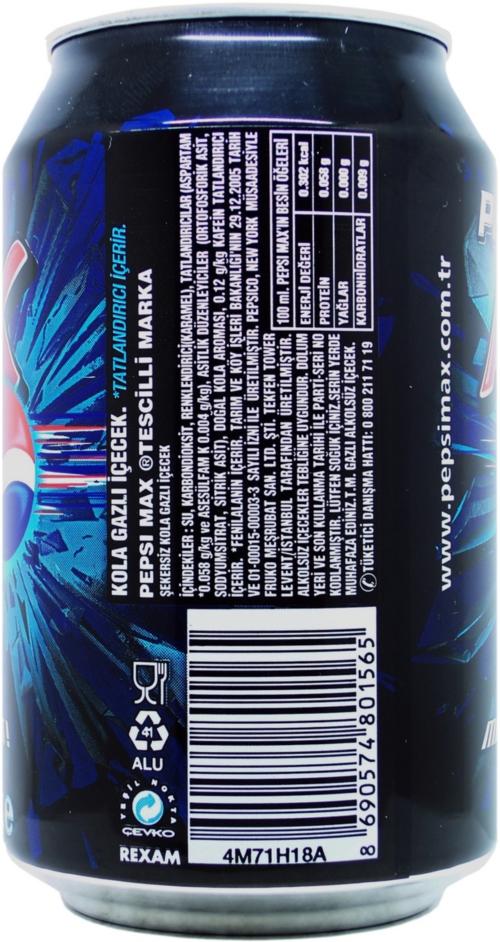 KOLA GAZLI İÇECEK. *TATLANDIRICI İÇERİR.
PEPSI MAX ® TESCİLLİ MARKA
ŞEKERSİZ KOLA GAZLI İÇECEK
İÇİNDEKİLER : SU, KARBONDİOKSİT, RENKLENDİRİCİ(KARAMEL), TATLANDIRICILAR (ASPARTAM
*0.058 g/kg ve ASESULFAM K 0.004 g/kg), ASİTLİK DÜZENLEYİCİLER (ORTOFOSFORİK ASİT,
SODYUMSİTRAT, SİTRİK ASİT), DOĞAL KOLA AROMASI, 0.12 g/kg KAFEİN TATLANDIRICI
İÇERİR. *FENİLALANİN İÇERİR, TARIM VE KÖY İŞLERİ BAKANLIĞI'NIN 29.12.2005 TARİH
VE 11-00015-00003-3 SAYILI İZNİ İLE ÜRETİLMİŞTİR. PEPSICO, NEW YORK MÜSAADESİYLE
FRUKO MEŞRUBAT SAN. LTD. ŞTİ. TEKFEN TOWER
LEVENT/İSTANBUL TARAFINDAN ÜRETİLMİŞTİR.
ALKOLSÜZ İÇECEKLER TEBLİĞİNE UYGUNDUR. DOLUM
YERİ VE SON KULLANMA TARİHİ İLE PARTİ-SERİ NO
KODLANMIŞTIR. LÜTFEN SOĞUK İÇİNİZ.SERİN YERDE
MUHAFAZA EDİNİZ.T.M. GAZLI ALKOLSÜZ İÇECEK
TÜKETİCİ DANIŞMA HATTI: 0 800 211 71 19
100 mL PEPSI MAX'IN BESİN ÖĞELERİ
ENERJİ DEĞERİ 0.382 kcal
PROTEİN 0.058 g
YAĞLAR 0.000 g
KARBONHİDRATLAR 0.009 g
www.pepsimax.com.tr
41
ALU
ÇEVKO
REXAM
4M71H18A
8 690574 801565